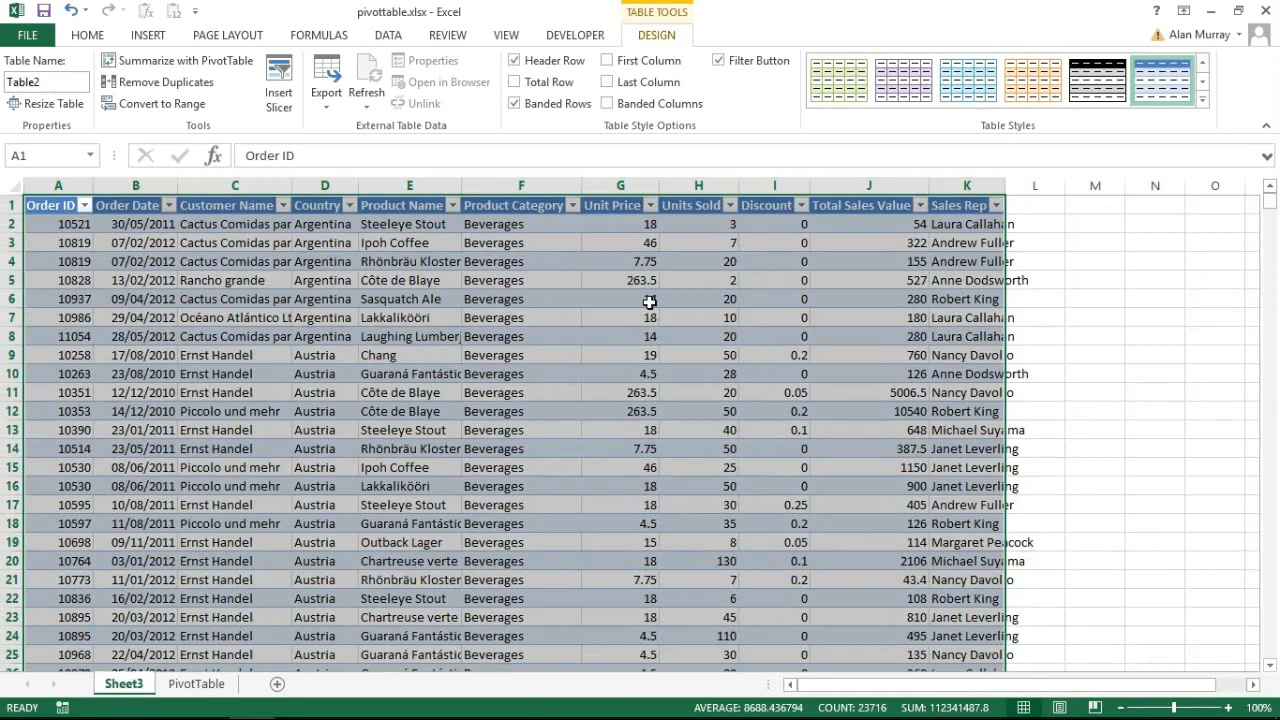 pivottable.xlsx - Excel
TABLE TOOLS
?
FILE HOME INSERT PAGE LAYOUT FORMULAS DATA REVIEW VIEW DEVELOPER DESIGN Alan Murray
Table Name:
Table2
Resize Table
Properties
Summarize with PivotTable
Remove Duplicates
Convert to Range
Insert
Slicer
Tools
Export
Refresh
Properties
Open in Browser
Unlink
External Table Data
Header Row
Total Row
Banded Rows
First Column
Last Column
Banded Columns
Filter Button
Table Style Options
Table Styles
A1 fx Order ID
A B C D E F G H I J K L M N O
1 Order ID Order Date Customer Name Country Product Name Product Category Unit Price Units Sold Discount Total Sales Value Sales Rep
2 10521 30/05/2011 Cactus Comidas par Argentina Steeleye Stout Beverages 18 3 0 54 Laura Callahan
3 10819 07/02/2012 Cactus Comidas par Argentina Ipoh Coffee Beverages 46 7 0 322 Andrew Fuller
4 10819 07/02/2012 Cactus Comidas par Argentina Rhönbräu Kloster Beverages 7.75 20 0 155 Andrew Fuller
5 10828 13/02/2012 Rancho grande Argentina Côte de Blaye Beverages 263.5 2 0 527 Anne Dodsworth
6 10937 09/04/2012 Cactus Comidas par Argentina Sasquatch Ale Beverages 20 0 280 Robert King
7 10986 29/04/2012 Océano Atlántico Lt Argentina Lakkalikööri Beverages 18 10 0 180 Laura Callahan
8 11054 28/05/2012 Cactus Comidas par Argentina Laughing Lumberj Beverages 14 20 0 280 Laura Callahan
9 10258 17/08/2010 Ernst Handel Austria Chang Beverages 19 50 0.2 760 Nancy Davolio
10 10263 23/08/2010 Ernst Handel Austria Guaraná Fantástic Beverages 4.5 28 0 126 Anne Dodsworth
11 10351 12/12/2010 Ernst Handel Austria Côte de Blaye Beverages 263.5 20 0.05 5006.5 Nancy Davolio
12 10353 14/12/2010 Piccolo und mehr Austria Côte de Blaye Beverages 263.5 50 0.2 10540 Robert King
13 10390 23/01/2011 Ernst Handel Austria Steeleye Stout Beverages 18 40 0.1 648 Michael Suyama
14 10514 23/05/2011 Ernst Handel Austria Rhönbräu Kloster Beverages 7.75 50 0 387.5 Janet Leverling
15 10530 08/06/2011 Piccolo und mehr Austria Ipoh Coffee Beverages 46 25 0 1150 Janet Leverling
16 10530 08/06/2011 Piccolo und mehr Austria Lakkalikööri Beverages 18 50 0 900 Janet Leverling
17 10595 10/08/2011 Ernst Handel Austria Steeleye Stout Beverages 18 30 0.25 405 Andrew Fuller
18 10597 11/08/2011 Piccolo und mehr Austria Guaraná Fantástic Beverages 4.5 35 0.2 126 Robert King
19 10698 09/11/2011 Ernst Handel Austria Outback Lager Beverages 15 8 0.05 114 Margaret Peacock
20 10764 03/01/2012 Ernst Handel Austria Chartreuse verte Beverages 18 130 0.1 2106 Michael Suyama
21 10773 11/01/2012 Ernst Handel Austria Rhönbräu Kloster Beverages 7.75 7 0.2 43.4 Nancy Davolio
22 10836 16/02/2012 Ernst Handel Austria Steeleye Stout Beverages 18 6 0 108 Robert King
23 10895 20/03/2012 Ernst Handel Austria Chartreuse verte Beverages 18 45 0 810 Janet Leverling
24 10895 20/03/2012 Ernst Handel Austria Guaraná Fantástic Beverages 4.5 110 0 495 Janet Leverling
25 10968 22/04/2012 Ernst Handel Austria Guaraná Fantástic Beverages 4.5 30 0 135 Nancy Davolio
Sheet3 PivotTable
READY AVERAGE: 8688.436794 COUNT: 23716 SUM: 112341487.8 100%